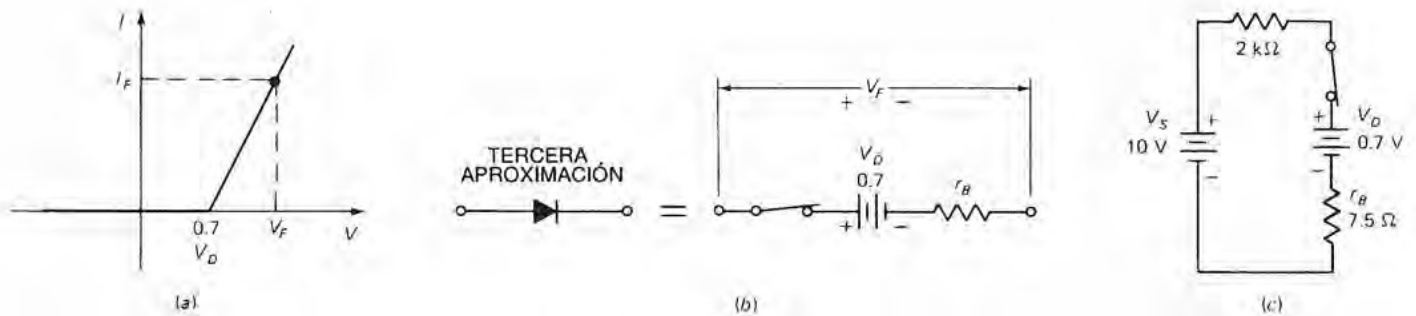 I
I_F
0.7
V_D
V_F
V
(a)
TERCERA
APROXIMACIÓN
=
V_F
+ −
V_D
0.7
+ −
r_B
(b)
2 kΩ
V_S
10 V
+
−
+
V_D
0.7 V
−
r_B
7.5 Ω
(c)